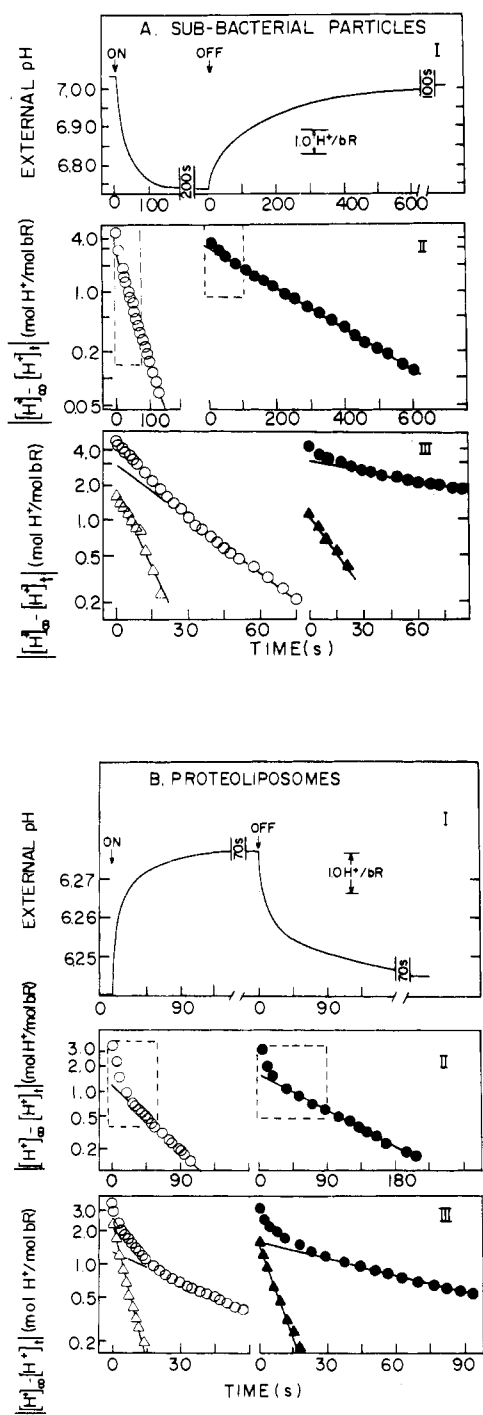 A. SUB-BACTERIAL PARTICLES
I
ON
OFF
EXTERNAL pH
7.00
6.90
6.80
1.0 H⁺/bR
200s
100s
0 100 0 200 400 600
II
|[H⁺]∞ - [H⁺]t| (mol H⁺/mol bR)
4.0
1.0
0.2
0.05
0 100 0 200 400 600
III
|[H⁺]∞ - [H⁺]t| (mol H⁺/mol bR)
4.0
2.0
1.0
0.5
0.2
0 30 60 0 30 60
TIME(s)
B. PROTEOLIPOSOMES
I
ON
OFF
EXTERNAL pH
6.27
6.26
6.25
70s
1.0 H⁺/bR
70s
0 90 0 90
II
|[H⁺]∞ - [H⁺]t| (mol H⁺/mol bR)
3.0
1.2
0.5
0.2
0 90 0 90 180
III
|[H⁺]∞ - [H⁺]t| (mol H⁺/mol bR)
3.0
2.0
1.0
0.5
0.2
0 30 0 30 60 90
TIME (s)